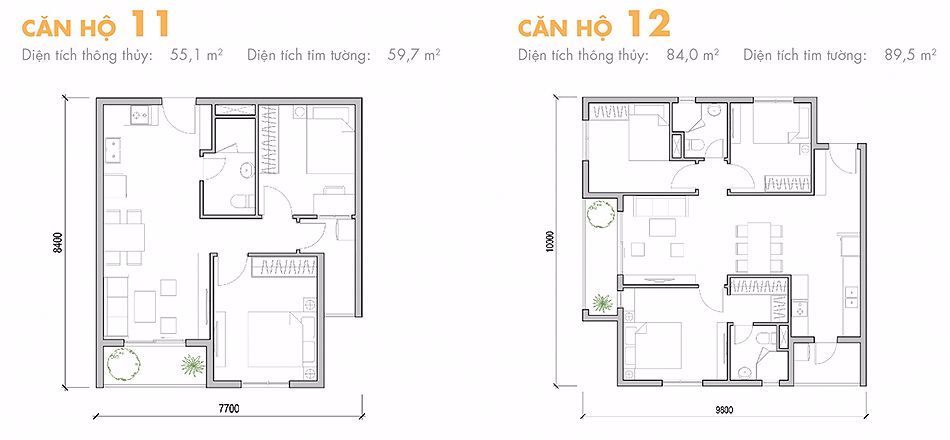 CĂN HỘ 11
Diện tích thông thủy: 55,1 m² Diện tích tim tường: 59,7 m²
8400
7700
CĂN HỘ 12
Diện tích thông thủy: 84,0 m² Diện tích tim tường: 89,5 m²
10000
9800